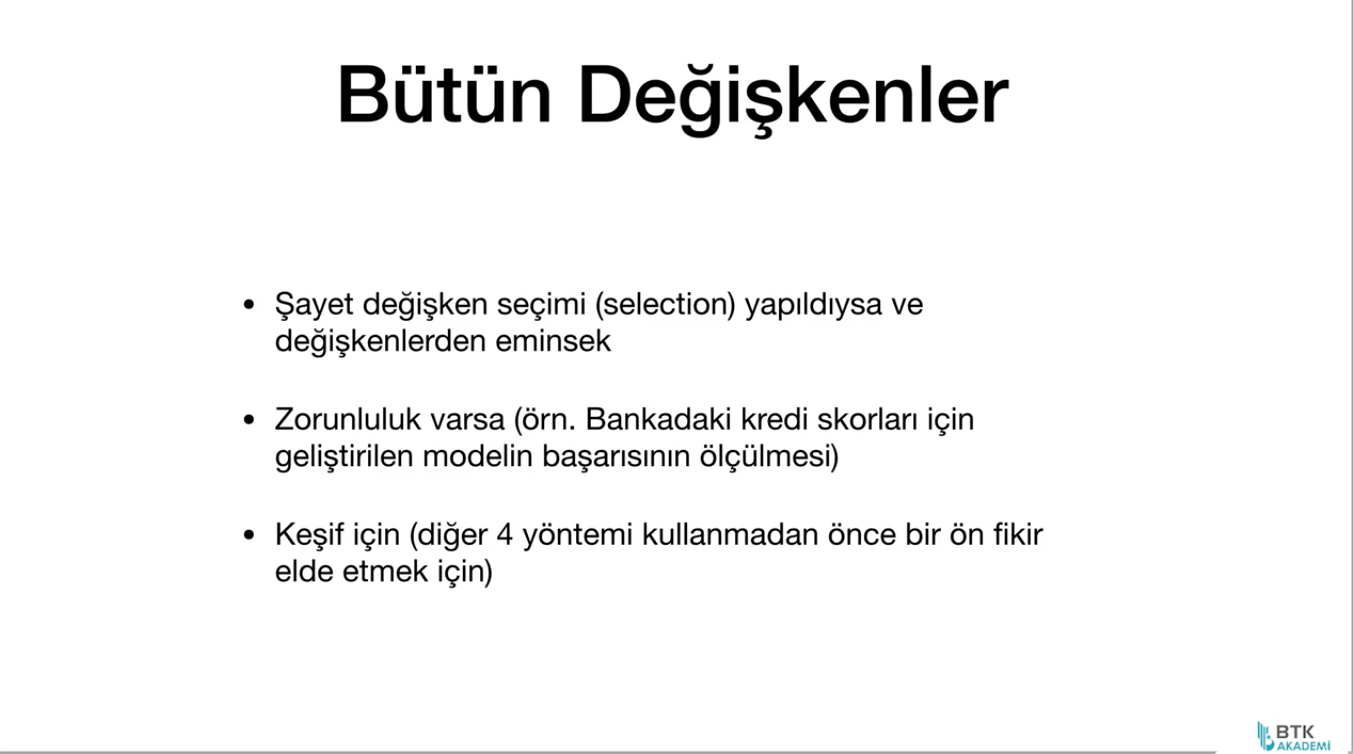 Bütün Değişkenler
• Şayet değişken seçimi (selection) yapıldıysa ve
değişkenlerden eminsek
• Zorunluluk varsa (örn. Bankadaki kredi skorları için
geliştirilen modelin başarısının ölçülmesi)
• Keşif için (diğer 4 yöntemi kullanmadan önce bir ön fikir
elde etmek için)
BTK
AKADEMİ